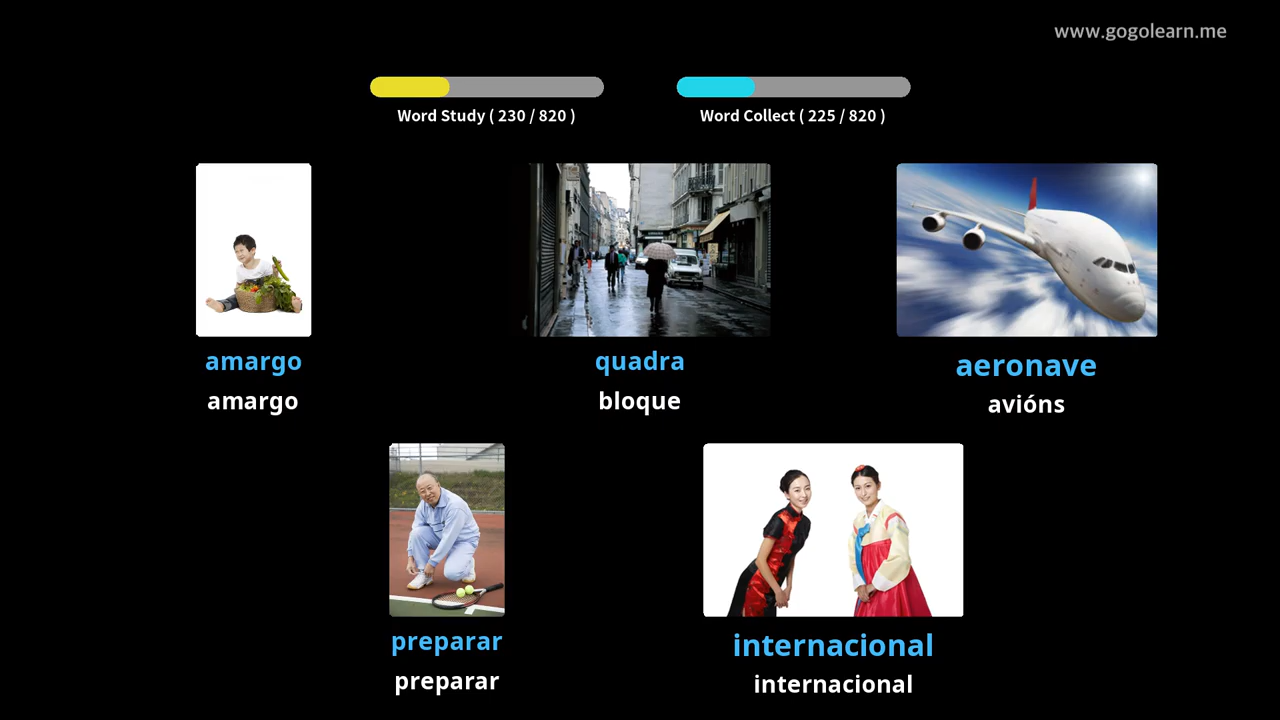 www.gogolearn.me
Word Study ( 230 / 820 )
Word Collect ( 225 / 820 )
amargo
amargo
quadra
bloque
aeronave
avións
preparar
preparar
internacional
internacional